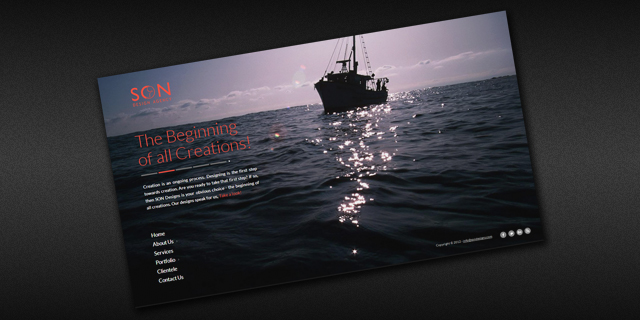 SON
The Beginning
of all Creations!
Creation is an ongoing process. Designing is the first step
towards creation. Are you ready to take that first step? If so,
then SON Designs is your obvious choice - the beginning of
all creations. Our designs speak for us.
Home
About Us
Services
Portfolio
Clientele
Contact Us
Copyright ©